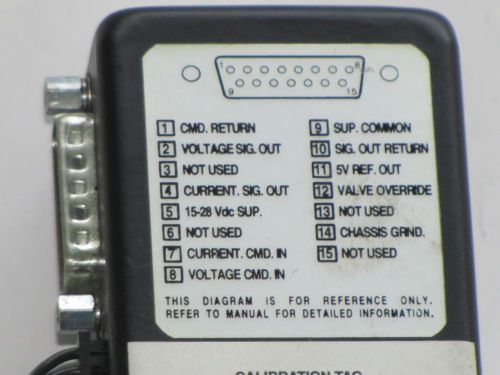 1 8
9 15
1 CMD. RETURN
2 VOLTAGE SIG. OUT
3 NOT USED
4 CURRENT. SIG. OUT
5 15-28 Vdc SUP.
6 NOT USED
7 CURRENT. CMD. IN
8 VOLTAGE CMD. IN
9 SUP. COMMON
10 SIG. OUT RETURN
11 5V REF. OUT
12 VALVE OVERRIDE
13 NOT USED
14 CHASSIS GRND.
15 NOT USED
THIS DIAGRAM IS FOR REFERENCE ONLY.
REFER TO MANUAL FOR DETAILED INFORMATION.
CALIBRATION TAG